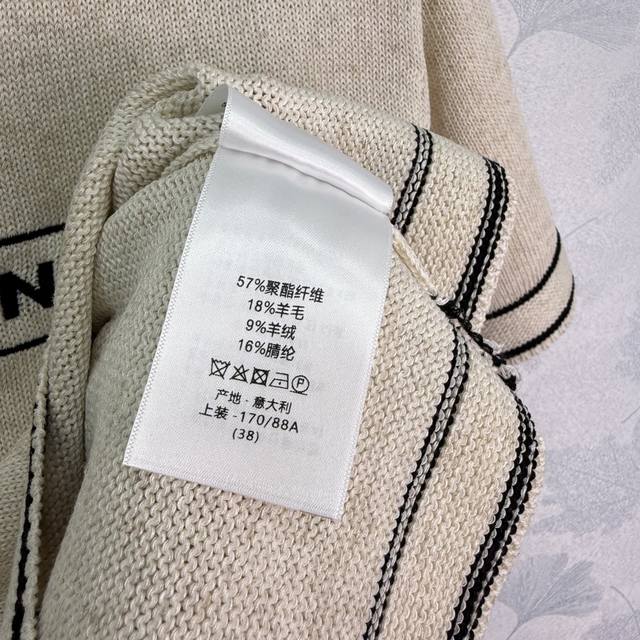 N
57%聚酯纤维
18%羊毛
9%羊绒
16%腈纶
P
产地-意大利
上装-170/88A
(38)